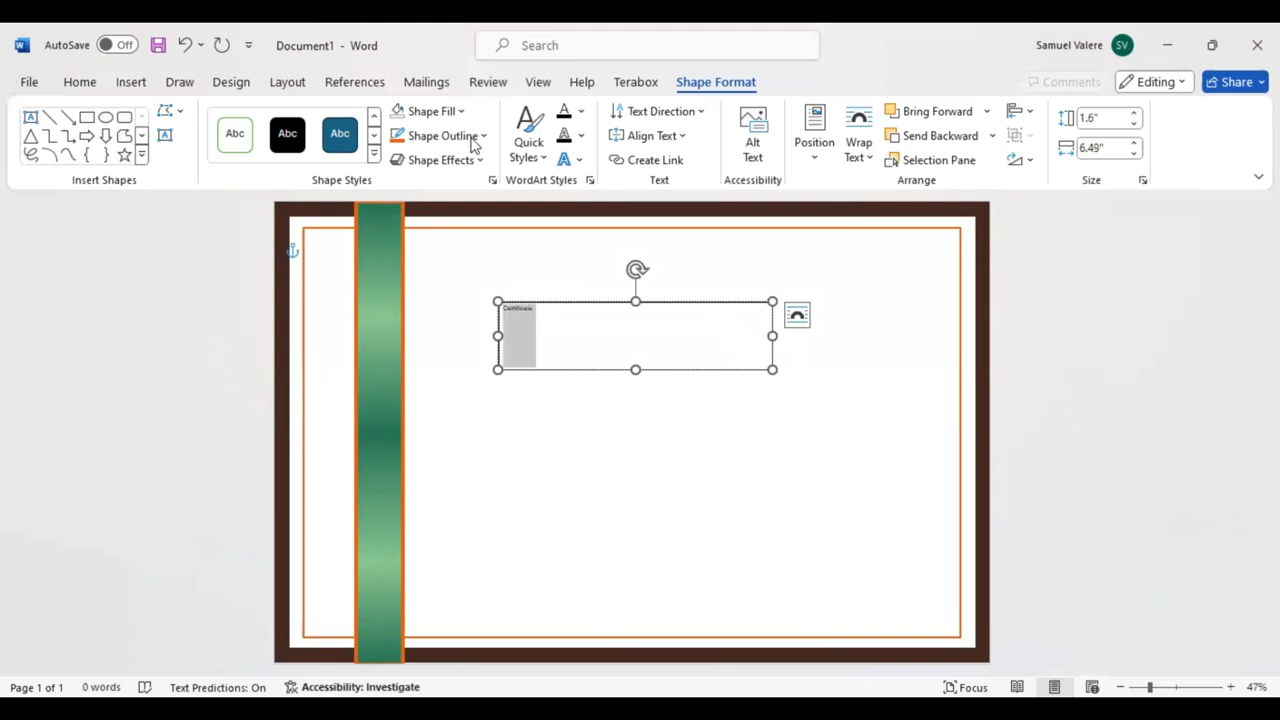 AutoSave Off Document1 - Word Search Samuel Valere SV
File Home Insert Draw Design Layout References Mailings Review View Help Terabox Shape Format Comments Editing Share
Abc Abc Abc
Shape Fill
Shape Outline
Shape Effects
Quick Styles
Text Direction
Align Text
Create Link
Alt Text
Position
Wrap Text
Bring Forward
Send Backward
Selection Pane
1.6"
6.49"
Insert Shapes Shape Styles WordArt Styles Text Accessibility Arrange Size
Certificate
Page 1 of 1 0 words Text Predictions: On Accessibility: Investigate Focus 47%